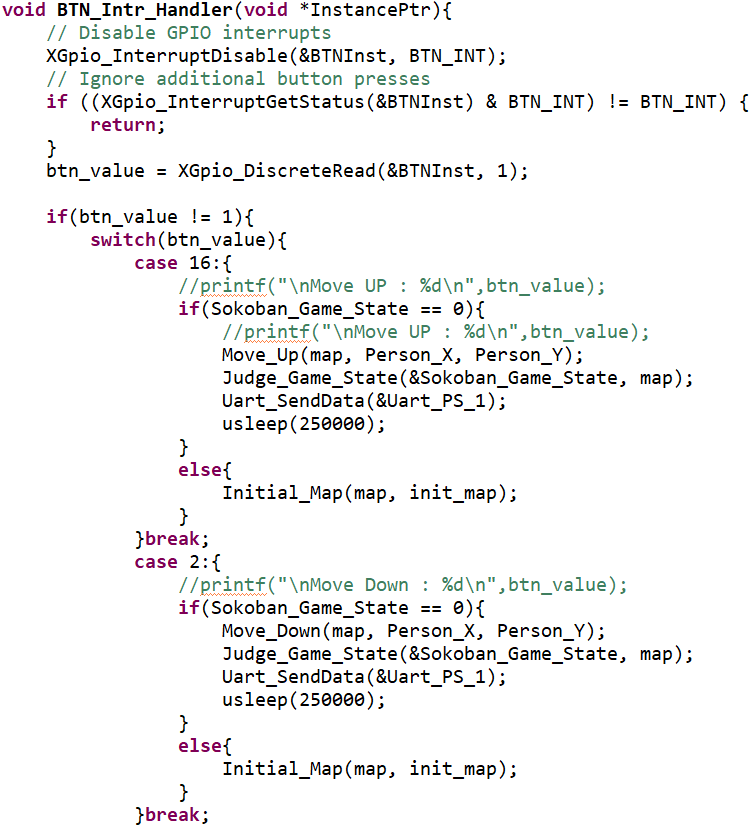 void BTN_Intr_Handler(void *InstancePtr){
    // Disable GPIO interrupts
    XGpio_InterruptDisable(&BTNInst, BTN_INT);
    // Ignore additional button presses
    if ((XGpio_InterruptGetStatus(&BTNInst) & BTN_INT) != BTN_INT) {
        return;
    }
    btn_value = XGpio_DiscreteRead(&BTNInst, 1);

    if(btn_value != 1){
        switch(btn_value){
            case 16:{
                //printf("\nMove UP : %d\n",btn_value);
                if(Sokoban_Game_State == 0){
                    //printf("\nMove UP : %d\n",btn_value);
                    Move_Up(map, Person_X, Person_Y);
                    Judge_Game_State(&Sokoban_Game_State, map);
                    Uart_SendData(&Uart_PS_1);
                    usleep(250000);
                }
                else{
                    Initial_Map(map, init_map);
                }
            }break;
            case 2:{
                //printf("\nMove Down : %d\n",btn_value);
                if(Sokoban_Game_State == 0){
                    Move_Down(map, Person_X, Person_Y);
                    Judge_Game_State(&Sokoban_Game_State, map);
                    Uart_SendData(&Uart_PS_1);
                    usleep(250000);
                }
                else{
                    Initial_Map(map, init_map);
                }
            }break;